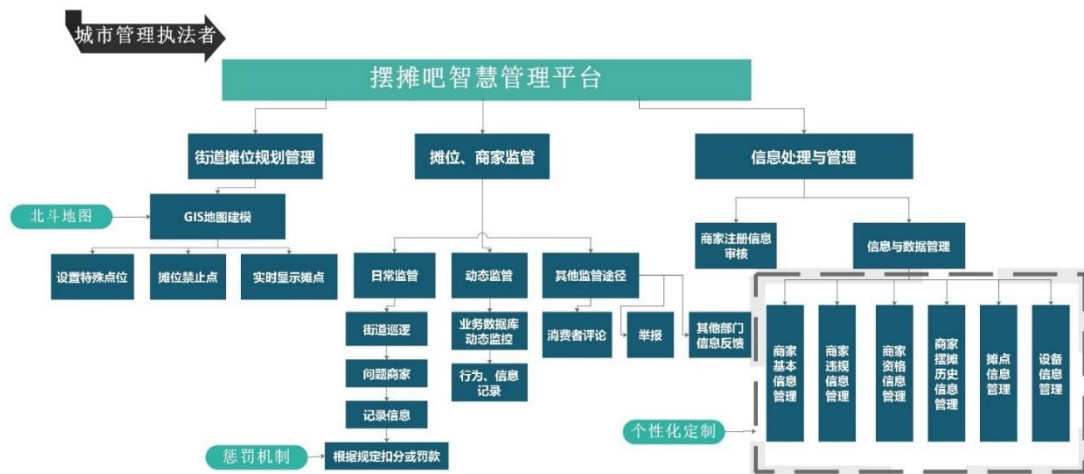 城市管理执法者
摆摊吧智慧管理平台
街道摊位规划管理
摊位、商家监管
信息处理与管理
北斗地图
GIS地图建模
商家注册信息
审核
信息与数据管理
设置特殊点位
摊位禁止点
实时显示摊点
日常监管
动态监管
其他监管途径
街道巡逻
业务数据库
动态监控
消费者评论
举报
其他部门
信息反馈
问题商家
行为、信息
记录
记录信息
惩罚机制
根据规定扣分或罚款
个性化定制
商家
基本
信息
管理
商家
违规
信息
管理
商家
资格
信息
管理
商家
摆摊
历史
信息
管理
摊点
信息
管理
设备
信息
管理